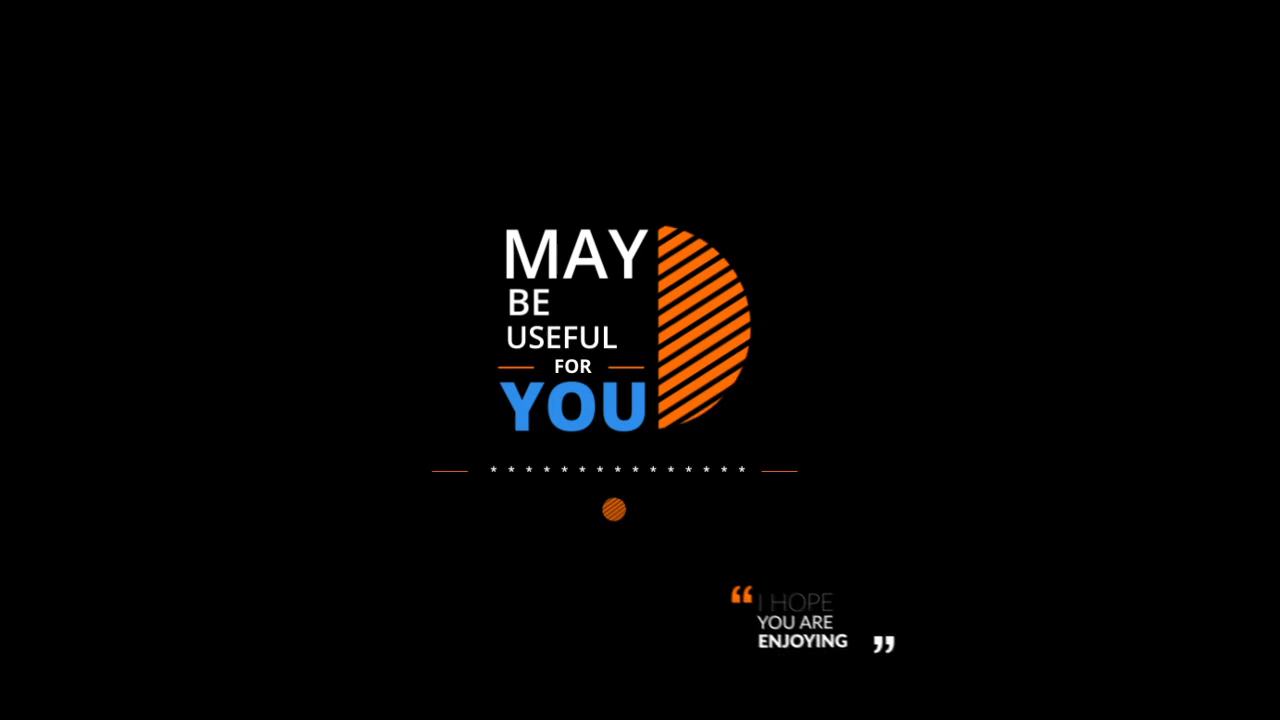 MAY
BE
USEFUL
FOR
YOU
* * * * * * * * * * * * * * *
“ I HOPE
YOU ARE
ENJOYING ”